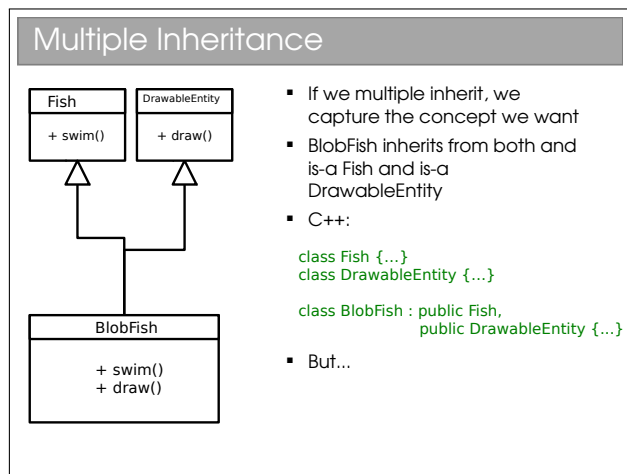 Multiple Inheritance
Fish
+ swim()
DrawableEntity
+ draw()
BlobFish
+ swim()
+ draw()
▪ If we multiple inherit, we
capture the concept we want
▪ BlobFish inherits from both and
is-a Fish and is-a
DrawableEntity
▪ C++:
class Fish {...}
class DrawableEntity {...}
class BlobFish : public Fish,
public DrawableEntity {...}
▪ But...